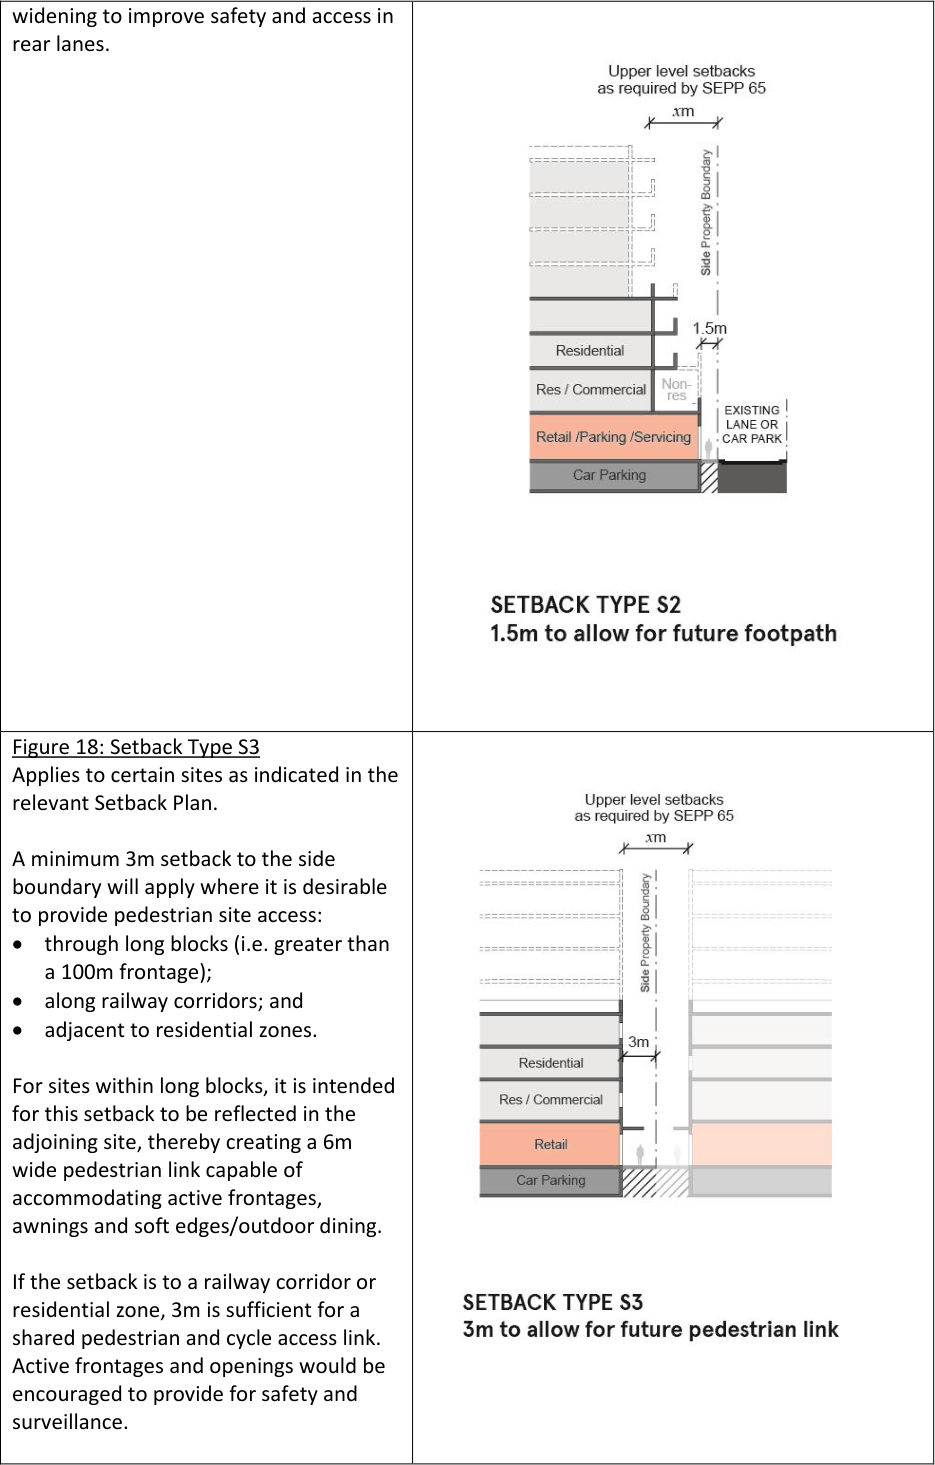 widening to improve safety and access in
rear lanes.
Upper level setbacks
as required by SEPP 65
xm
Side Property Boundary
1.5m
Residential
Res / Commercial
Non-
res
Retail /Parking /Servicing
Car Parking
EXISTING
LANE OR
CAR PARK
SETBACK TYPE S2
1.5m to allow for future footpath
Figure 18: Setback Type S3
Applies to certain sites as indicated in the
relevant Setback Plan.
A minimum 3m setback to the side
boundary will apply where it is desirable
to provide pedestrian site access:
• through long blocks (i.e. greater than
a 100m frontage);
• along railway corridors; and
• adjacent to residential zones.
For sites within long blocks, it is intended
for this setback to be reflected in the
adjoining site, thereby creating a 6m
wide pedestrian link capable of
accommodating active frontages,
awnings and soft edges/outdoor dining.
If the setback is to a railway corridor or
residential zone, 3m is sufficient for a
shared pedestrian and cycle access link.
Active frontages and openings would be
encouraged to provide for safety and
surveillance.
Upper level setbacks
as required by SEPP 65
xm
Side Property Boundary
3m
Residential
Res / Commercial
Retail
Car Parking
SETBACK TYPE S3
3m to allow for future pedestrian link